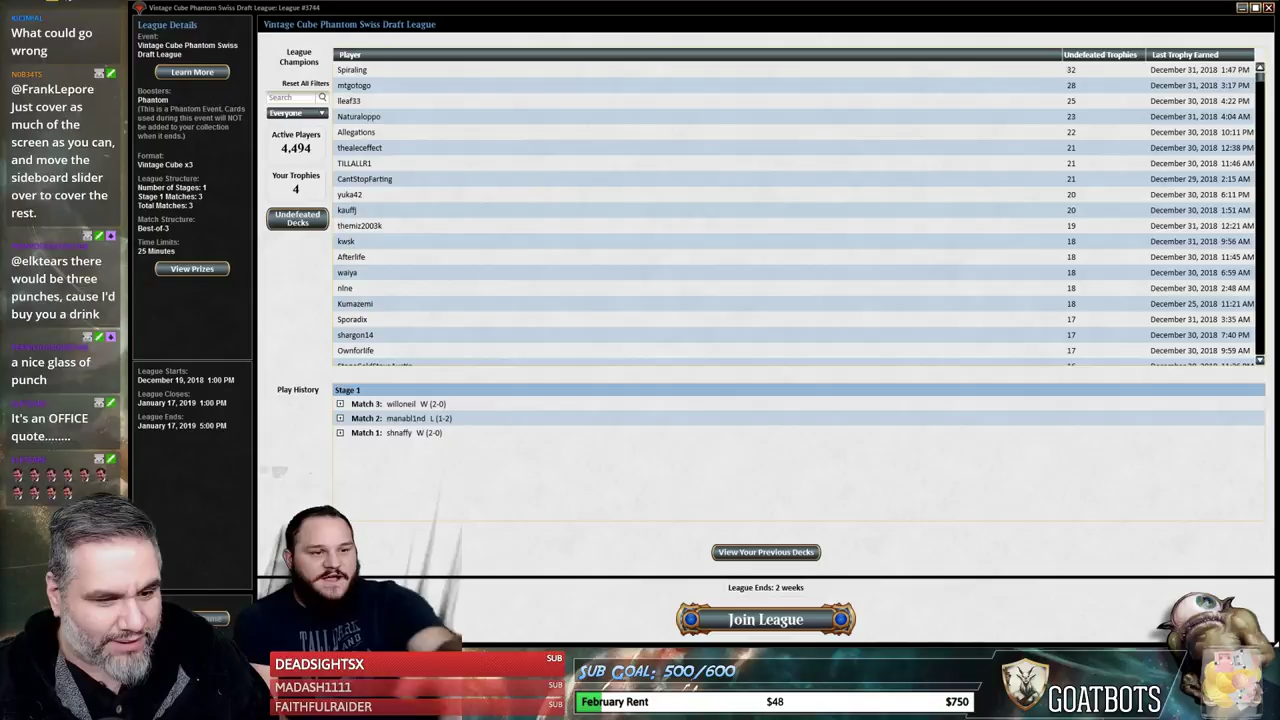 KICIMIAL
What could go
wrong
N0B34TS
@FrankLepore
Just cover as
much of the
screen as you can,
and move the
sideboard slider
over to cover the
rest.
@elktears there
would be three
punches, cause I'd
buy you a drink
a nice glass of
punch
It's an OFFICE
quote........
Vintage Cube Phantom Swiss Draft League: League #3744
League Details
Event:
Vintage Cube Phantom Swiss
Draft League
Learn More
Boosters:
Phantom
(This is a Phantom Event. Cards
used during this event will NOT
be added to your collection
when it ends.)
Format:
Vintage Cube x3
League Structure:
Number of Stages: 1
Stage 1 Matches: 3
Total Matches: 3
Match Structure:
Best-of-3
Time Limits:
25 Minutes
View Prizes
League Starts:
December 19, 2018 1:00 PM
League Closes:
January 17, 2019 1:00 PM
League Ends:
January 17, 2019 5:00 PM
Vintage Cube Phantom Swiss Draft League
League
Champions
Reset All Filters
Search
Everyone
Active Players
4,494
Your Trophies
4
Undefeated
Decks
Player Undefeated Trophies Last Trophy Earned
Spiraling 32 December 31, 2018 1:47 PM
mtgotogo 28 December 31, 2018 3:17 PM
lleaf33 25 December 30, 2018 4:22 PM
Naturaloppo 23 December 31, 2018 4:04 AM
Allegations 22 December 30, 2018 10:11 PM
thealeceffect 21 December 30, 2018 12:38 PM
TILLALLR1 21 December 30, 2018 11:46 AM
CantStopFarting 21 December 29, 2018 2:15 AM
yuka42 20 December 30, 2018 6:11 PM
kauffj 20 December 30, 2018 1:51 AM
themiz2003k 19 December 31, 2018 12:21 AM
kwsk 18 December 31, 2018 9:56 AM
Afterlife 18 December 30, 2018 11:45 AM
waiya 18 December 30, 2018 6:59 AM
nlne 18 December 30, 2018 2:48 AM
Kumazemi 18 December 25, 2018 11:21 AM
Sporadix 17 December 31, 2018 3:35 AM
shargon14 17 December 30, 2018 7:40 PM
Ownforlife 17 December 30, 2018 9:59 AM
Play History
Stage 1
Match 3: willoneil W (2-0)
Match 2: manabl1nd L (1-2)
Match 1: shnaffy W (2-0)
View Your Previous Decks
League Ends: 2 weeks
Join League
TALL DARK
AND
DEADSIGHTSX SUB
MADASH1111 SUB
FAITHFULRAIDER SUB
SUB GOAL: 500/600
February Rent $48 $750
GOATBOTS